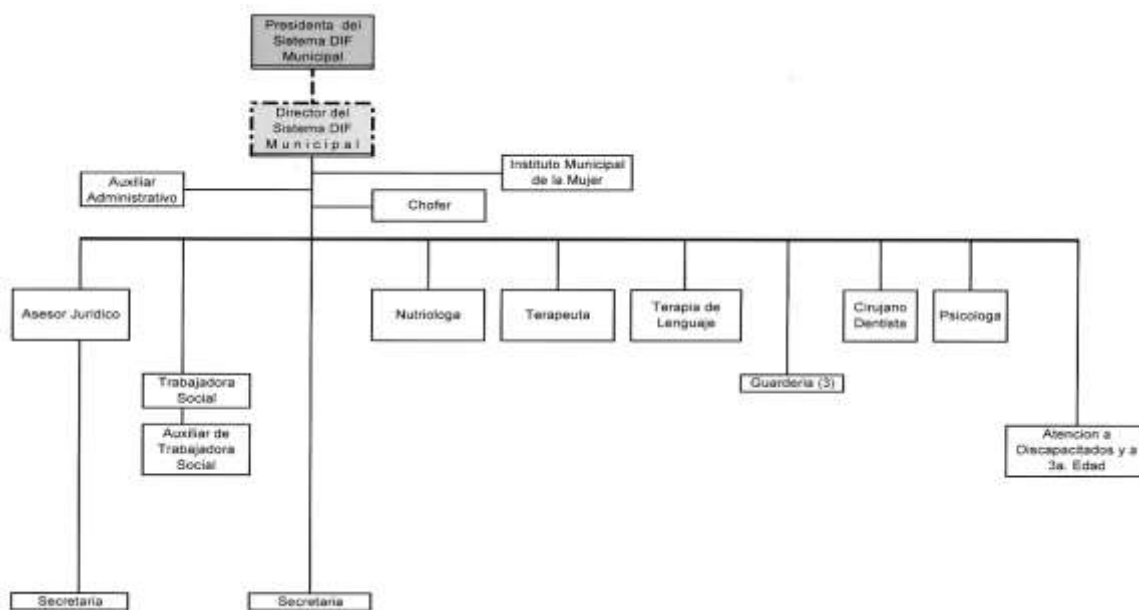 Presidenta del
Sistema DIF
Municipal
Director del
Sistema DIF
Municipal
Instituto Municipal
de la Mujer
Auxiliar
Administrativo
Chofer
Asesor Jurídico
Nutriologa
Terapeuta
Terapia de
Lenguaje
Cirujano
Dentista
Psicologa
Trabajadora
Social
Guarderia (3)
Auxiliar de
Trabajadora
Social
Atencion a
Discapacitados y a
3a. Edad
Secretaria
Secretaria